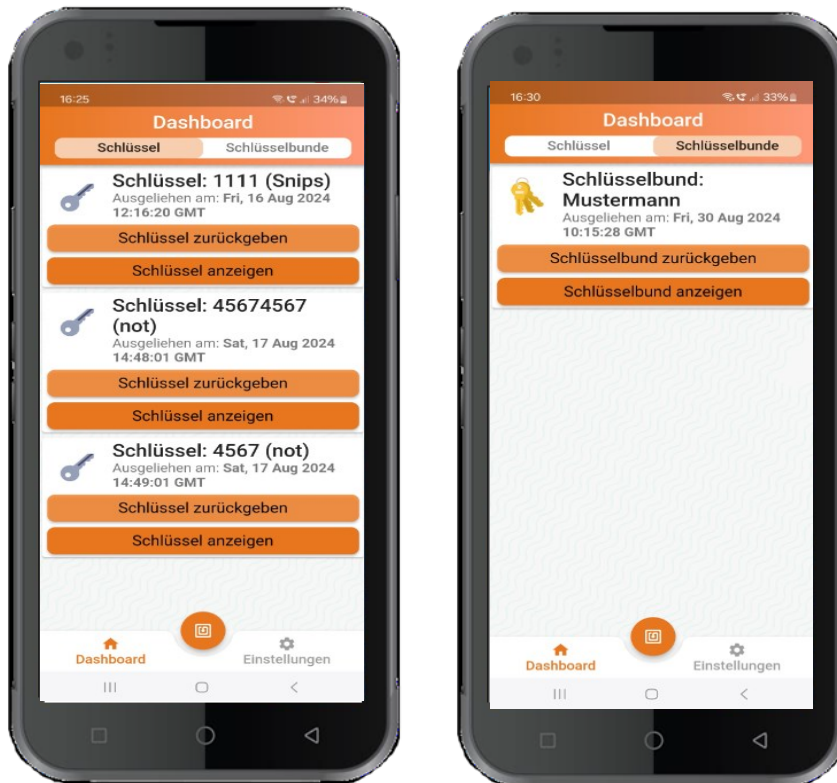 16:25
34%
Dashboard
Schlüssel Schlüsselbunde
Schlüssel: 1111 (Snips)
Ausgeliehen am: Fri, 16 Aug 2024
12:16:20 GMT
Schlüssel zurückgeben
Schlüssel anzeigen
Schlüssel: 45674567
(not)
Ausgeliehen am: Sat, 17 Aug 2024
14:48:01 GMT
Schlüssel zurückgeben
Schlüssel anzeigen
Schlüssel: 4567 (not)
Ausgeliehen am: Sat, 17 Aug 2024
14:49:01 GMT
Schlüssel zurückgeben
Schlüssel anzeigen
Dashboard
Einstellungen
16:30
33%
Dashboard
Schlüssel Schlüsselbunde
Schlüsselbund:
Mustermann
Ausgeliehen am: Fri, 30 Aug 2024
10:15:28 GMT
Schlüsselbund zurückgeben
Schlüsselbund anzeigen
Dashboard
Einstellungen